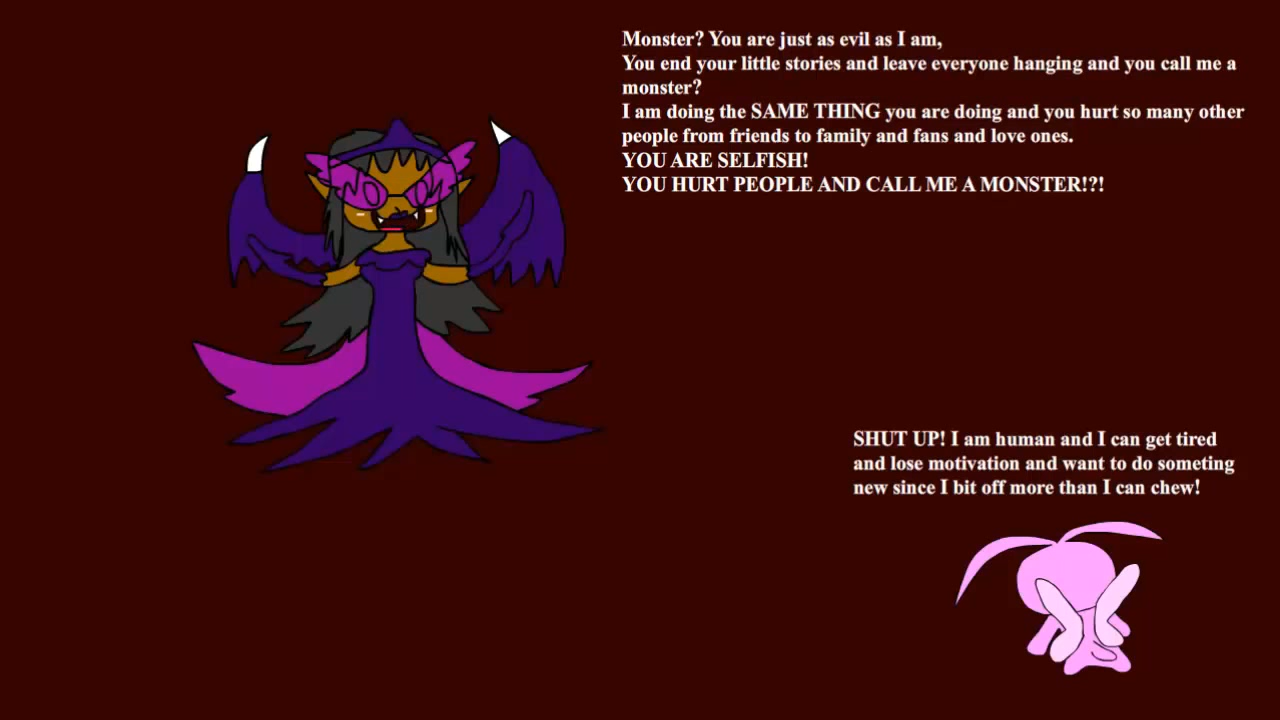 Monster? You are just as evil as I am,
You end your little stories and leave everyone hanging and you call me a
monster?
I am doing the SAME THING you are doing and you hurt so many other
people from friends to family and fans and love ones.
YOU ARE SELFISH!
YOU HURT PEOPLE AND CALL ME A MONSTER!?!
SHUT UP! I am human and I can get tired
and lose motivation and want to do someting
new since I bit off more than I can chew!